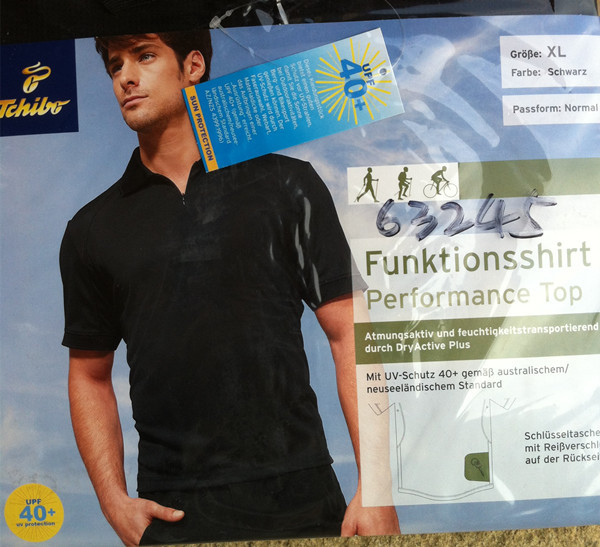 Tchibo
UPF
40+
SUN PROTECTION
Größe: XL
Farbe: Schwarz
Passform: Normal
63245
Funktionsshirt
Performance Top
Atmungsaktiv und feuchtigkeitstransportierend
durch DryActive Plus
Mit UV-Schutz 40+ gemäß australischem/
neuseeländischem Standard
Schlüsseltasche
mit Reißverschl
auf der Rücksei
UPF
40+
uv protection